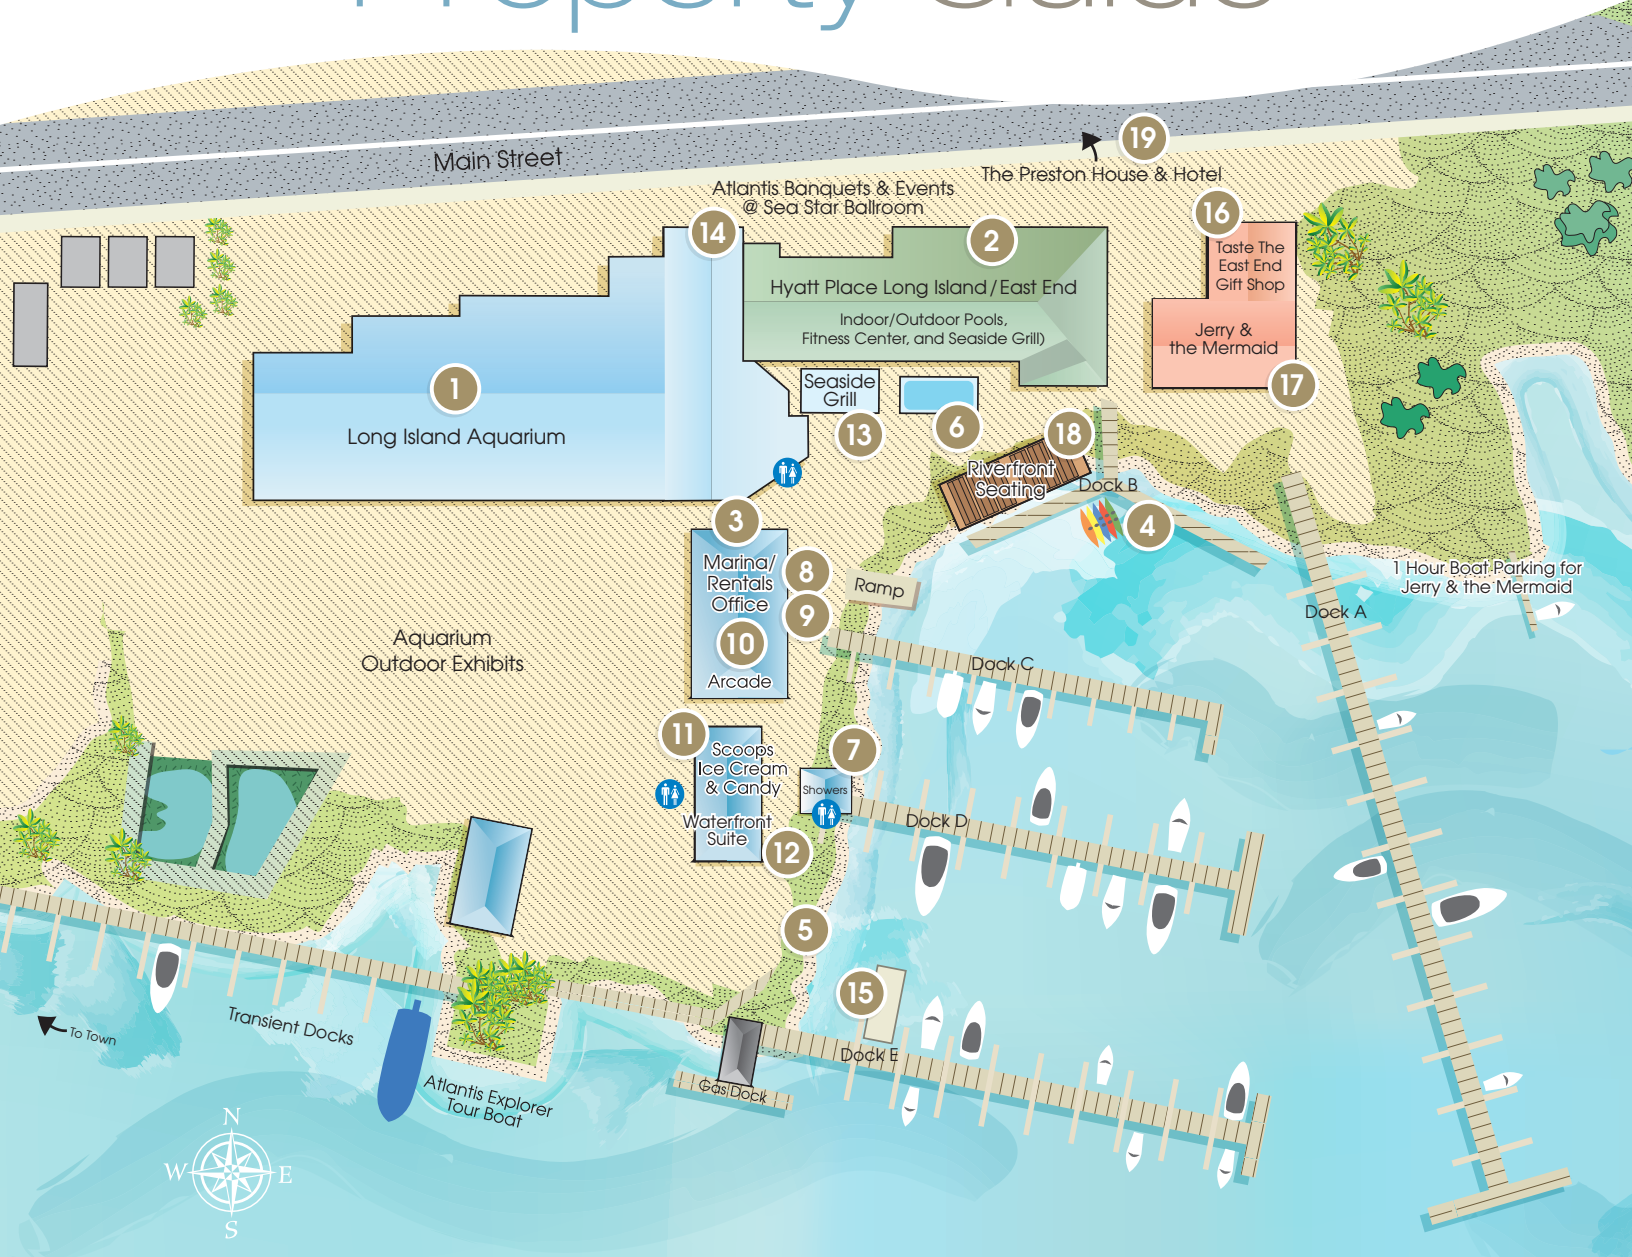 Property Guide
Main Street
19
The Preston House & Hotel
Atlantis Banquets & Events
@ Sea Star Ballroom
14
2
16
Hyatt Place Long Island / East End
Indoor/Outdoor Pools,
Fitness Center, and Seaside Grill)
Taste The
East End
Gift Shop
Jerry &
the Mermaid
17
1
Long Island Aquarium
Seaside
Grill
13
6
18
Riverfront
Seating
Dock B
4
3
Marina/
Rentals
Office
8
9
10
Arcade
Ramp
1 Hour Boat Parking for
Jerry & the Mermaid
Dock A
Aquarium
Outdoor Exhibits
Dock C
11
Scoops
Ice Cream
& Candy
Waterfront
Suite
12
7
Showers
Dock D
5
15
Dock E
Gas Dock
Transient Docks
To Town
Atlantis Explorer
Tour Boat
N
W
E
S